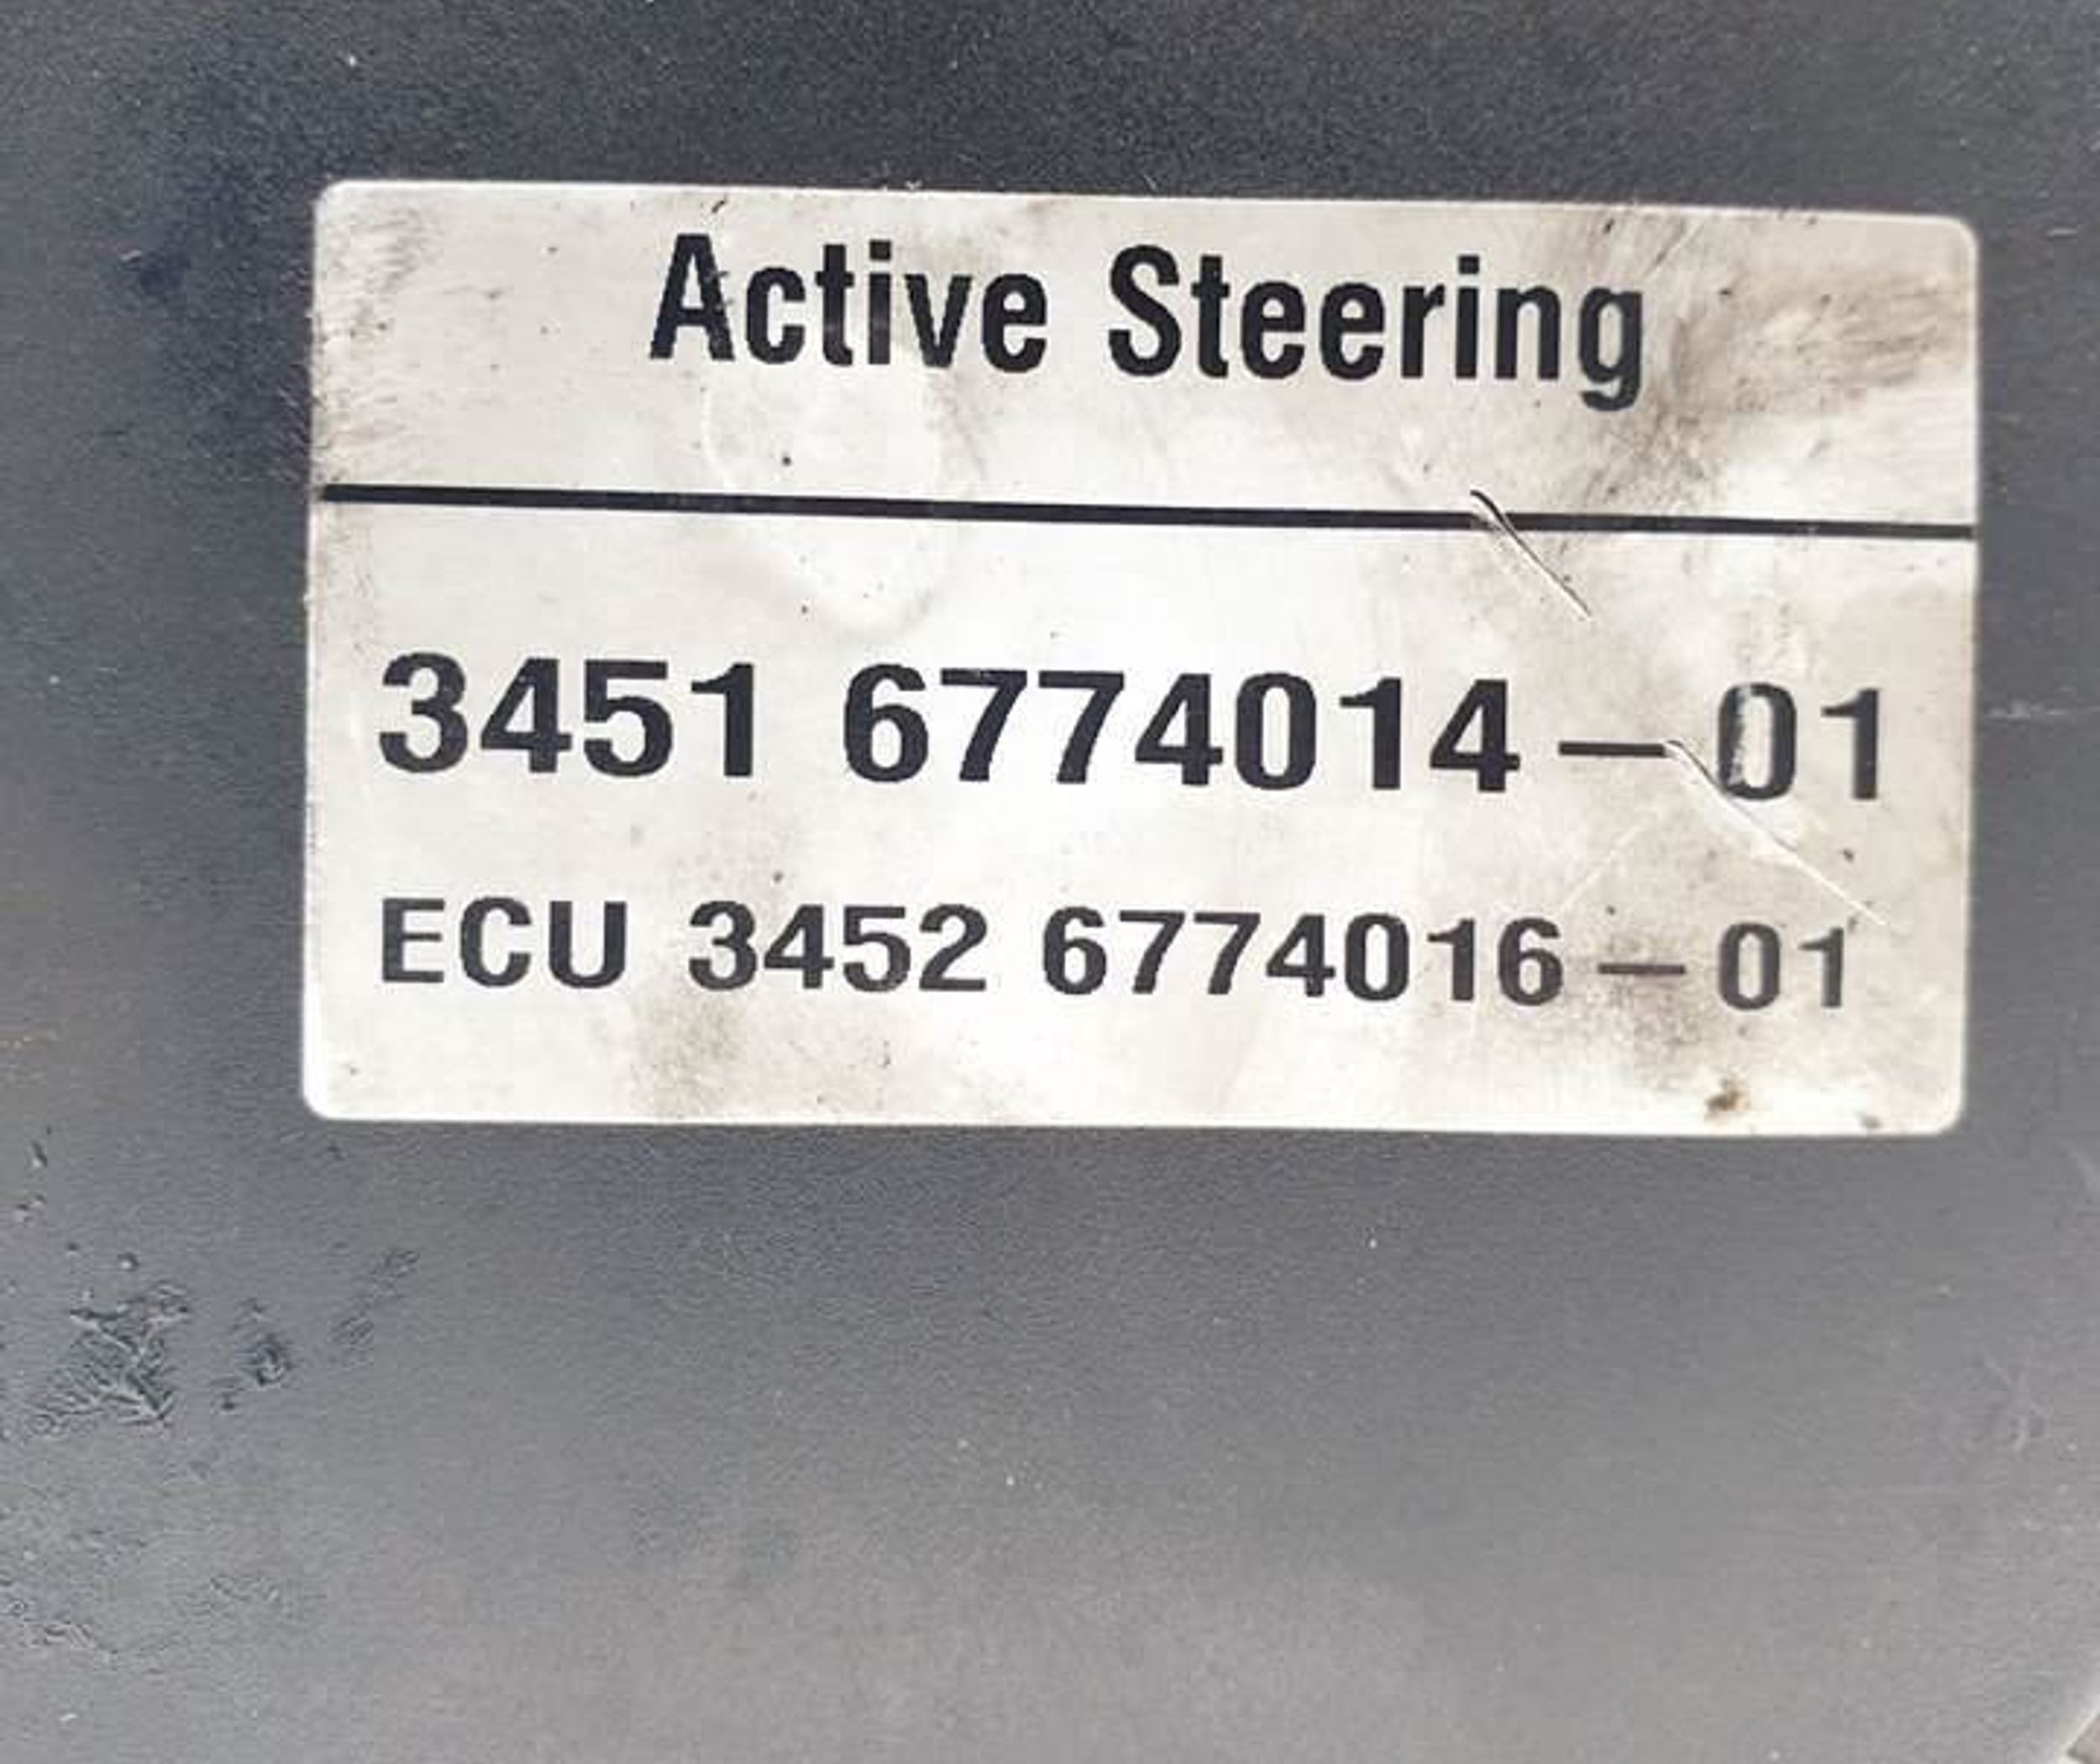 Active Steering
3451 6774014-01
ECU 3452 6774016-01